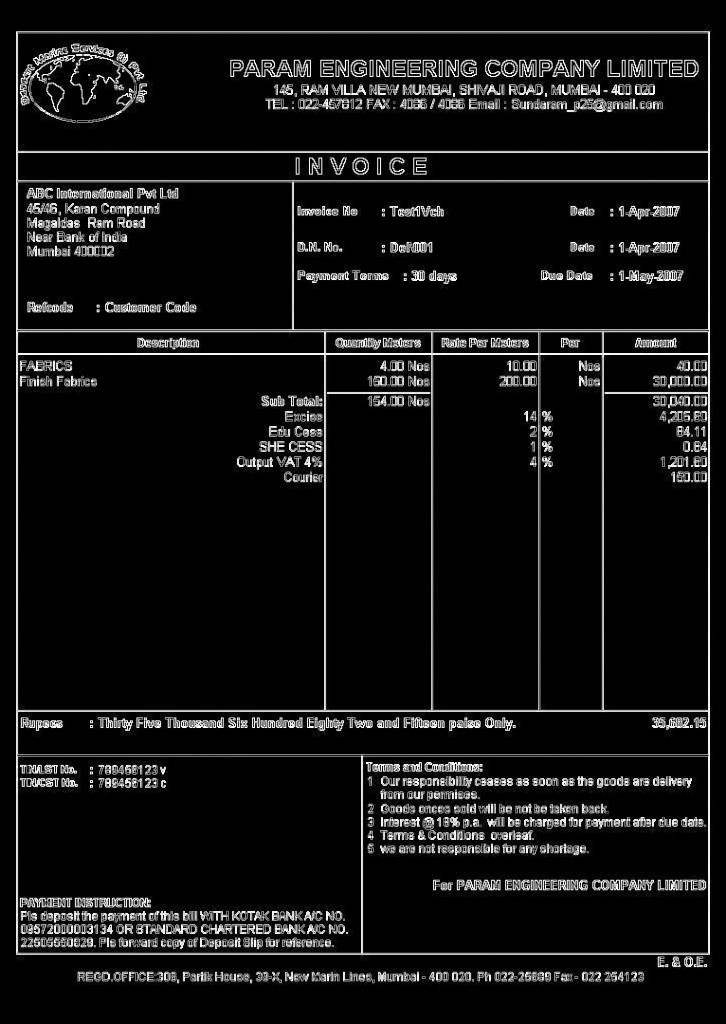 Marine Services (I) Pvt Ltd
PARAM ENGINEERING COMPANY LIMITED
145, RAM VILLA NEW MUMBAI, SHIVAJI ROAD, MUMBAI - 400 020
TEL : 022-457812 FAX : 4086 / 4086 Email : Sundaram_p25@gmail.com
INVOICE
ABC International Pvt Ltd
45/46, Karan Compound
Magaldas Ram Road
Near Bank of India
Mumbai 400002
Refcode : Customer Code
Invoice No : Test1Vch Date : 1-Apr-2007
D.N. No. : Del\001 Date : 1-Apr-2007
Payment Terms : 30 days Due Date : 1-May-2007
Description Quantity Meters Rate Per Meters Per Amount
FABRICS 4.00 Nos 10.00 Nos 40.00
Finish Fabrics 150.00 Nos 200.00 Nos 30,000.00
Sub Total: 154.00 Nos 30,040.00
Excise 14 % 4,205.60
Edu Cess 2 % 84.11
SHE CESS 1 % 0.84
Output VAT 4% 4 % 1,201.60
Courier 150.00
Rupees : Thirty Five Thousand Six Hundred Eighty Two and Fifteen paise Only. 35,682.15
TIN/LST No. : 789456123 v
TIN/CST No. : 789456123 c
Terms and Conditions:
1 Our responsibility ceases as soon as the goods are delivery
from our permises.
2 Goods onces sold will be not be taken back.
3 Interest @ 18% p.a. will be charged for payment after due date.
4 Terms & Conditions overleaf.
5 we are not responsible for any shortage.
For PARAM ENGINEERING COMPANY LIMITED
PAYMENT INSTRUCTION:
Pls deposit the payment of this bill WITH KOTAK BANK A/C NO.
09572000003134 OR STANDARD CHARTERED BANK A/C NO.
22505550829. Pls forward copy of Deposit Slip for reference.
E. & O.E.
REGD.OFFICE:308, House, New Marin Lines, Mumbai - 400 020. Ph 022-25869 Fax - 022 254123